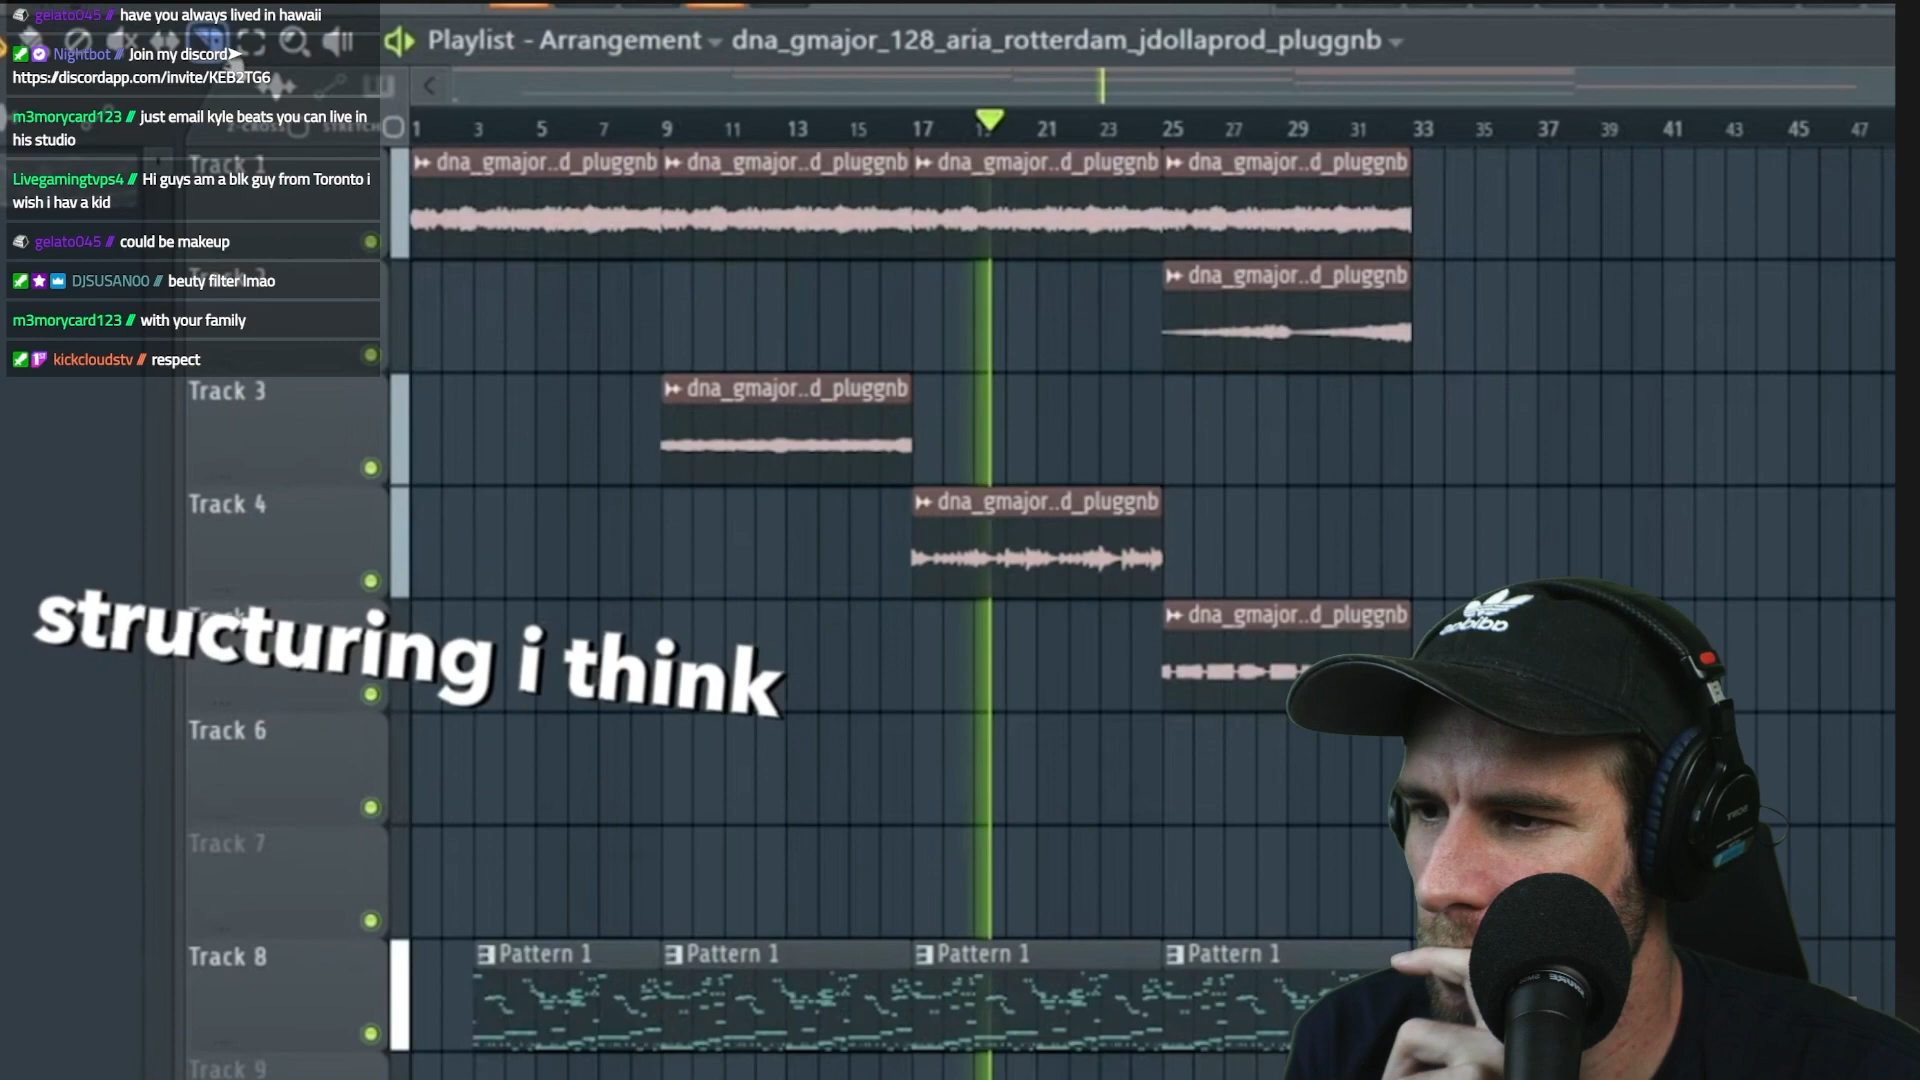 gelato045 // have you always lived in hawaii
Nightbot // Join my discord➤
https://discordapp.com/invite/KEB2TG6
m3morycard123 // just email kyle beats you can live in
his studio
Livegamingtvps4 // Hi guys am a blk guy from Toronto i
wish i hav a kid
gelato045 // could be makeup
DJSUSAN00 // beuty filter lmao
m3morycard123 // with your family
kickcloudstv // respect
Playlist - Arrangement dna_gmajor_128_aria_rotterdam_jdollaprod_pluggnb
Z-CROSS STRETCH
1 3 5 7 9 11 13 15 17 21 23 25 27 29 31 33 35 37 39 41 43 45 47
Track 1
dna_gmajor..d_pluggnb dna_gmajor..d_pluggnb dna_gmajor..d_pluggnb dna_gmajor..d_pluggnb
dna_gmajor..d_pluggnb
Track 3
dna_gmajor..d_pluggnb
Track 4
dna_gmajor..d_pluggnb
dna_gmajor..d_pluggnb
structuring i think
Track 6
Track 7
Track 8
Pattern 1 Pattern 1 Pattern 1 Pattern 1
Track 9
adidas